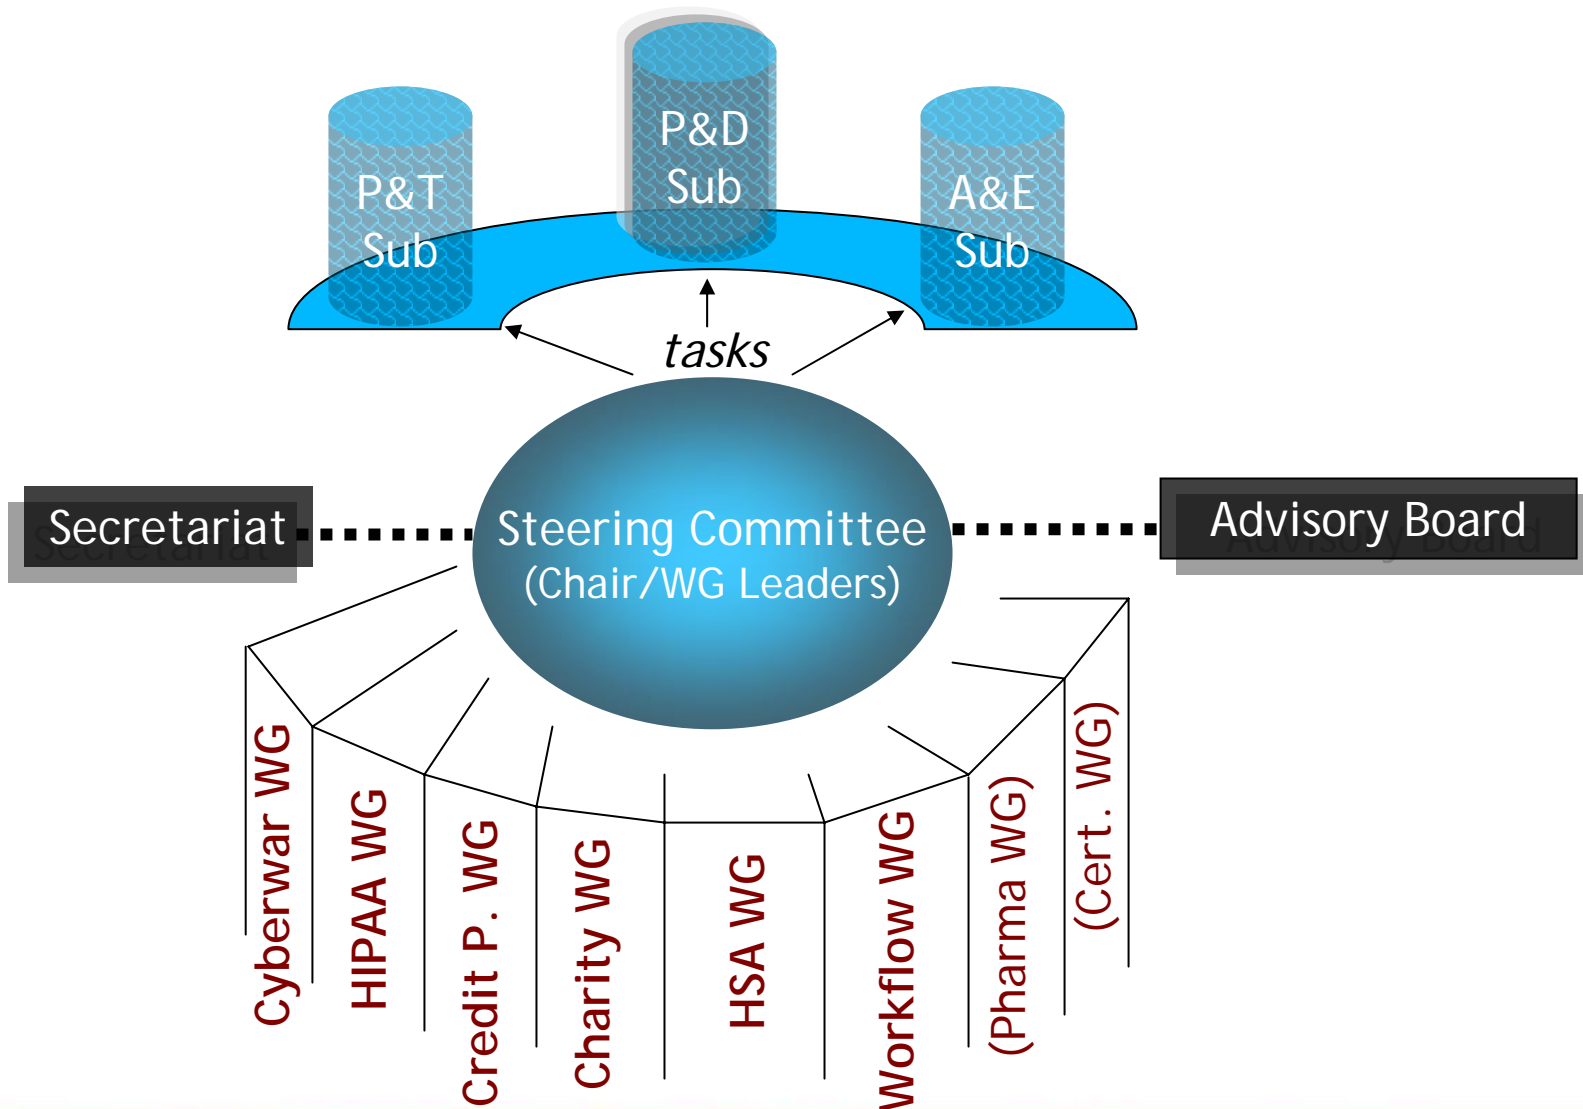 P&T
Sub
P&D
Sub
A&E
Sub
tasks
Secretariat
Steering Committee
(Chair/WG Leaders)
Advisory Board
Cyberwar WG
HIPAA WG
Credit P. WG
Charity WG
HSA WG
Workflow WG
(Pharma WG)
(Cert. WG)